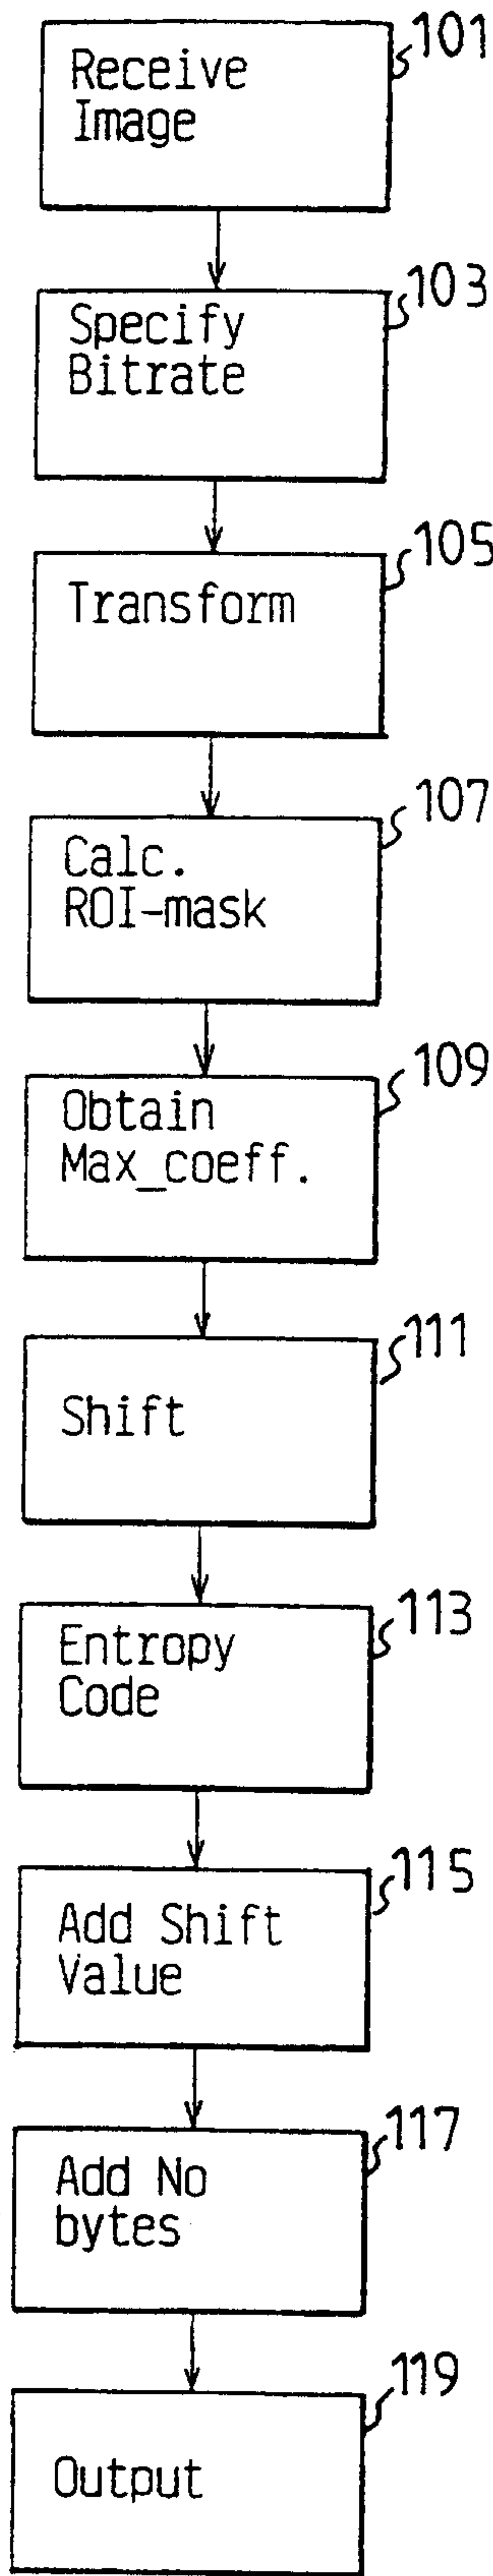 101
Receive
Image
103
Specify
Bitrate
105
Transform
107
Calc.
ROI-mask
109
Obtain
Max_coeff.
111
Shift
113
Entropy
Code
115
Add Shift
Value
117
Add No
bytes
119
Output